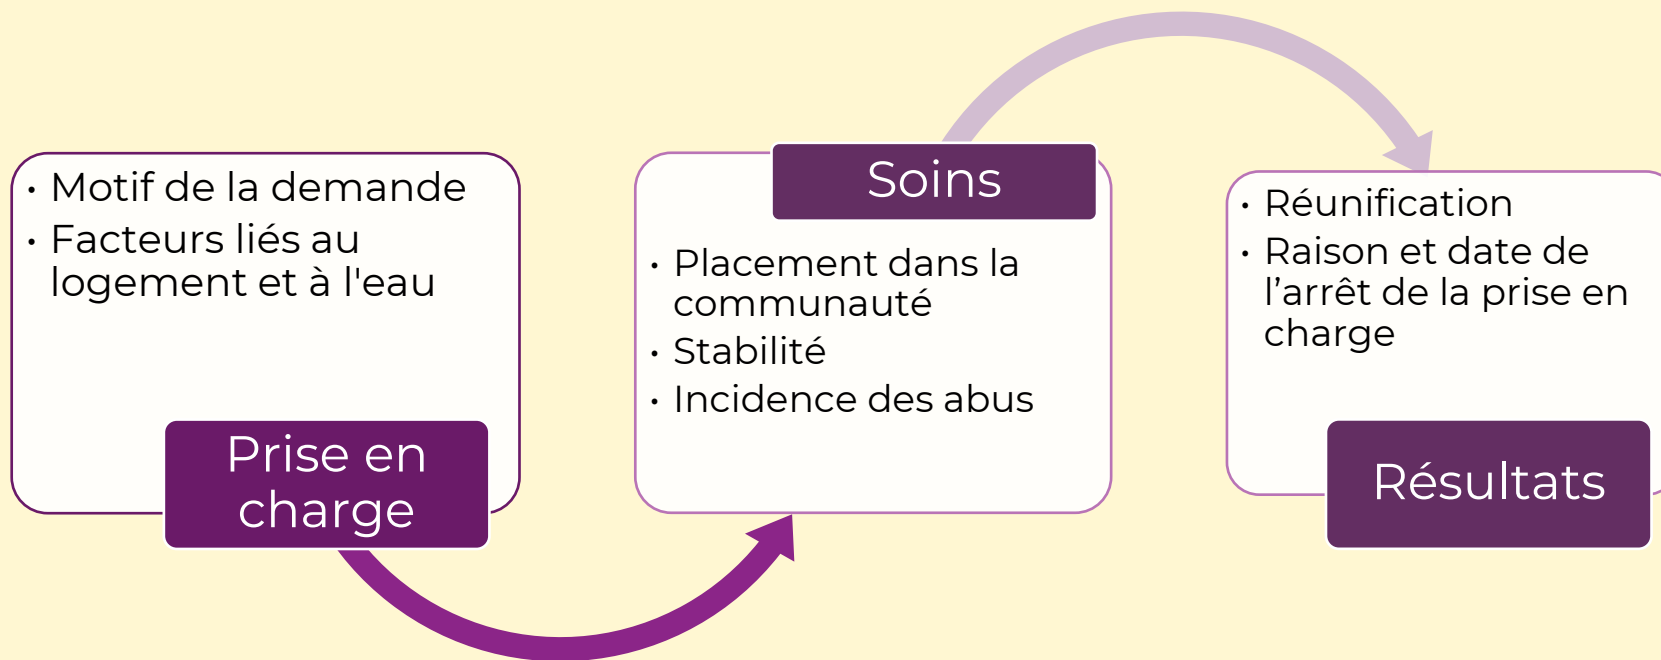 · Motif de la demande
· Facteurs liés au
logement et à l'eau
Prise en
charge
Soins
· Placement dans la
communauté
· Stabilité
· Incidence des abus
· Réunification
· Raison et date de
l’arrêt de la prise en
charge
Résultats